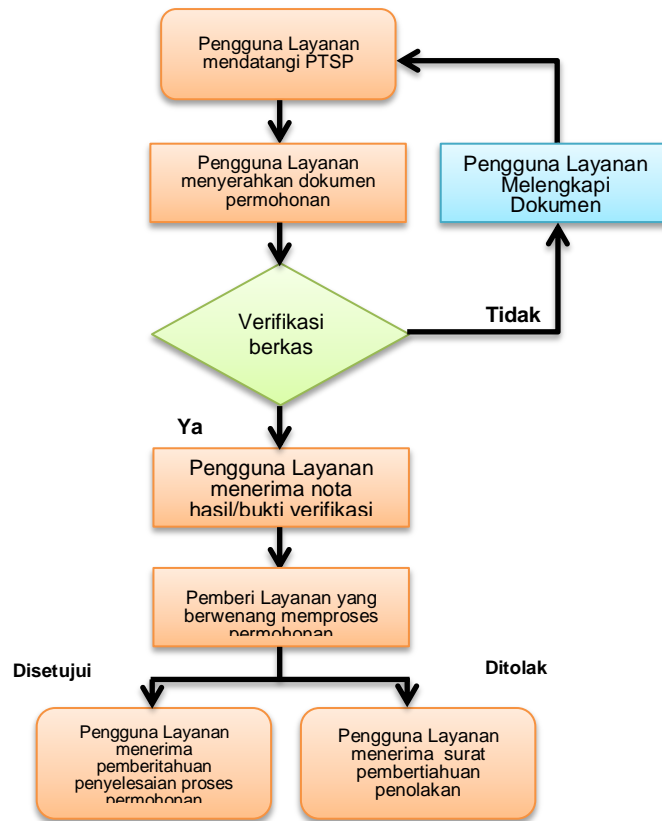 Pengguna Layanan
mendatangi PTSP
Pengguna Layanan
menyerahkan dokumen
permohonan
Pengguna Layanan
Melengkapi
Dokumen
Verifikasi
berkas
Tidak
Ya
Pengguna Layanan
menerima nota
hasil/bukti verifikasi
Pemberi Layanan yang
berwenang memproses
permohonan
Disetujui
Ditolak
Pengguna Layanan
menerima
pemberitahuan
penyelesaian proses
permohonan
Pengguna Layanan
menerima surat
pembertiahuan
penolakan